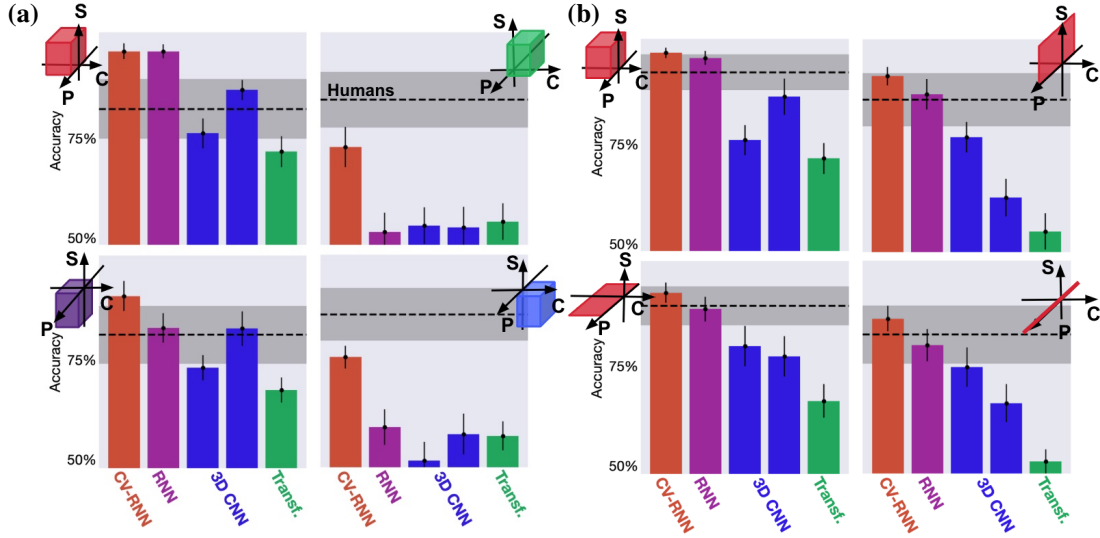 (a)
S
C
P
Accuracy
75%
50%
Humans
S
P
C
S
P
C
Accuracy
75%
50%
S
P
C
CV-RNN
RNN
3D CNN
Transf.
CV-RNN
RNN
3D CNN
Transf.
(b)
S
C
P
Accuracy
75%
50%
S
P
C
S
C
P
Accuracy
75%
50%
S
P
C
CV-RNN
RNN
3D CNN
Transf.
CV-RNN
RNN
3D CNN
Transf.